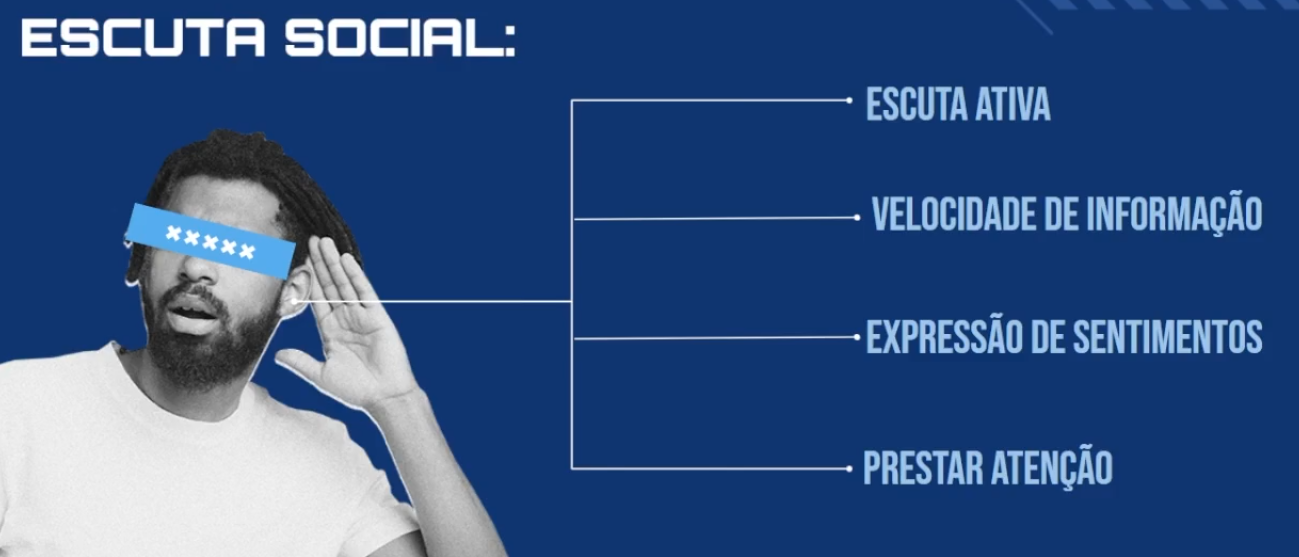 ESCUTA SOCIAL:
ESCUTA ATIVA
VELOCIDADE DE INFORMAÇÃO
EXPRESSÃO DE SENTIMENTOS
PRESTAR ATENÇÃO